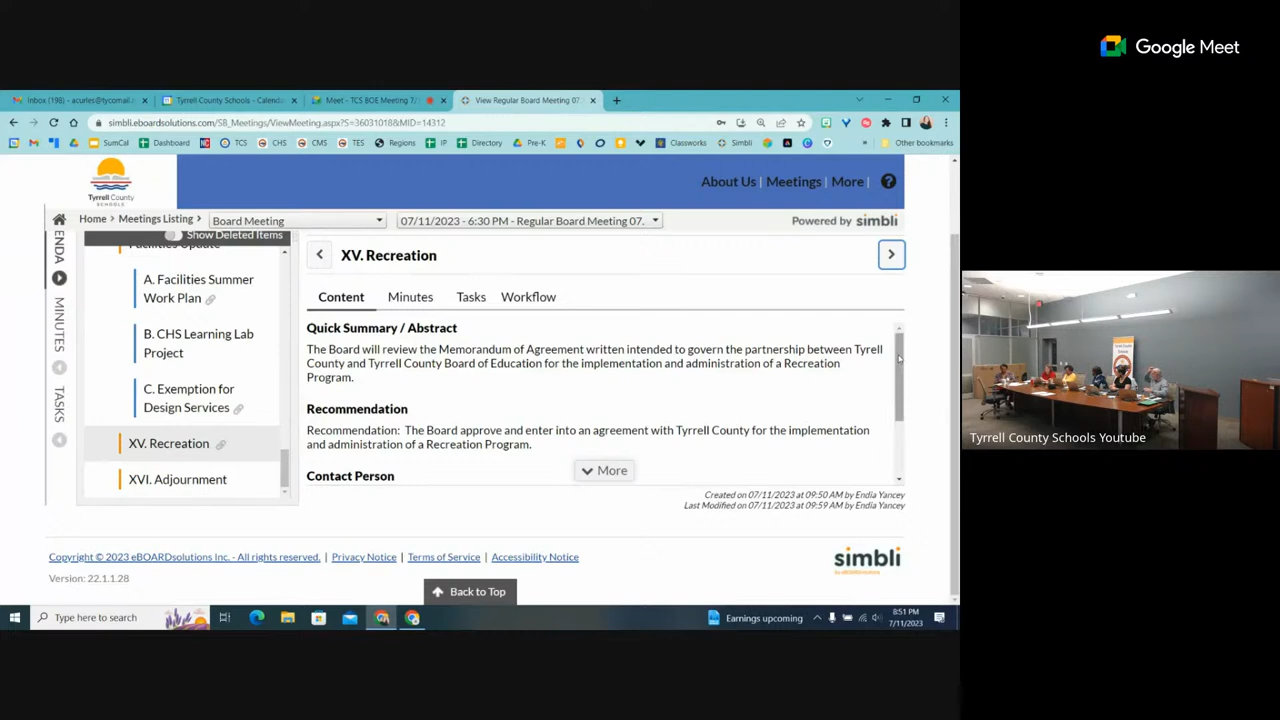 Google Meet
Inbox (198) - acurles@tycomail.
Tyrrell County Schools - Calenda
Meet - TCS BOE Meeting 7/
View Regular Board Meeting 07
simbli.eboardsolutions.com/SB_Meetings/ViewMeeting.aspx?S=36031018&MID=14312
SumCal Dashboard TCS CHS CMS TES Regions IP Directory Pre-K Classworks Simbli Other bookmarks
Tyrrell County
SCHOOLS
About Us | Meetings | More |
Home > Meetings Listing > Board Meeting 07/11/2023 - 6:30 PM - Regular Board Meeting 07. Powered by simbli
ENDA
MINUTES
TASKS
Show Deleted Items
Facilities Update
A. Facilities Summer
Work Plan
B. CHS Learning Lab
Project
C. Exemption for
Design Services
XV. Recreation
XVI. Adjournment
XV. Recreation
Content Minutes Tasks Workflow
Quick Summary / Abstract
The Board will review the Memorandum of Agreement written intended to govern the partnership between Tyrell
County and Tyrrell County Board of Education for the implementation and administration of a Recreation
Program.
Recommendation
Recommendation: The Board approve and enter into an agreement with Tyrrell County for the implementation
and administration of a Recreation Program.
Contact Person
More
Created on 07/11/2023 at 09:50 AM by Endia Yancey
Last Modified on 07/11/2023 at 09:59 AM by Endia Yancey
Copyright © 2023 eBOARDsolutions Inc. - All rights reserved. | Privacy Notice | Terms of Service | Accessibility Notice
Version: 22.1.1.28
simbli
by eBOARDsolutions
Back to Top
Type here to search
Earnings upcoming
8:51 PM
7/11/2023
Tyrrell County Schools Youtube